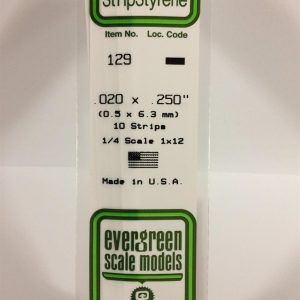 StripStyrene
Item No. Loc. Code
129
.020 x .250"
(0.5 x 6.3 mm)
10 Strips
1/4 Scale 1x12
Made in U.S.A.
evergreen
scale models